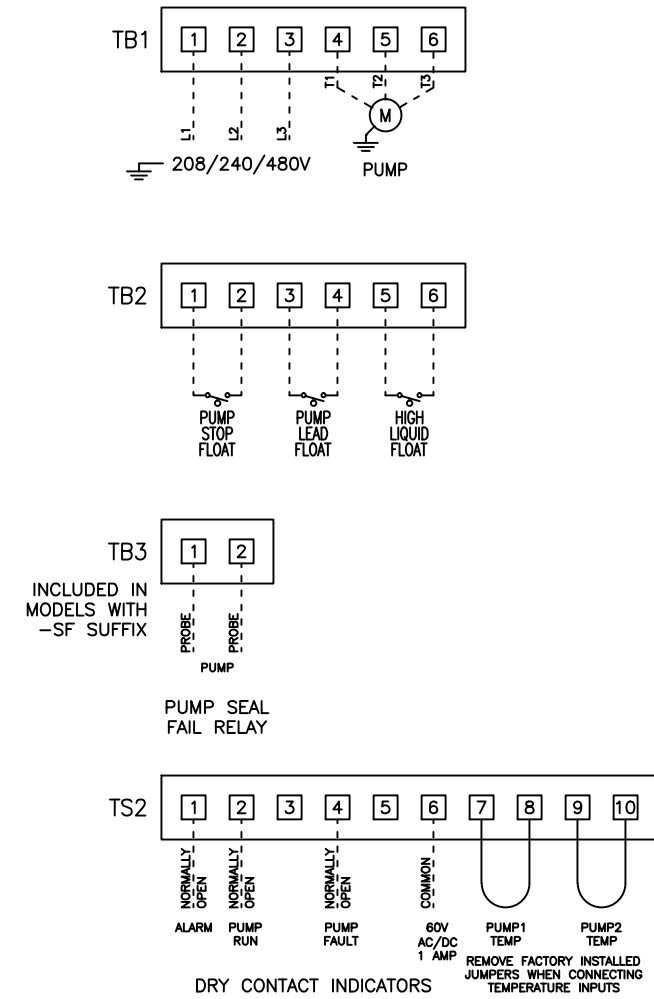 TB1 1 2 3 4 5 6
T1 T2 T3
L1 L2 L3
M
208/240/480V
PUMP
TB2 1 2 3 4 5 6
PUMP STOP FLOAT
PUMP LEAD FLOAT
HIGH LIQUID FLOAT
TB3 1 2
INCLUDED IN
MODELS WITH
-SF SUFFIX
PROBE PROBE
PUMP
PUMP SEAL
FAIL RELAY
TS2 1 2 3 4 5 6 7 8 9 10
NORMALLY OPEN
NORMALLY OPEN
NORMALLY OPEN
COMMON
ALARM
PUMP RUN
PUMP FAULT
60V AC/DC 1 AMP
PUMP1 TEMP
PUMP2 TEMP
REMOVE FACTORY INSTALLED
JUMPERS WHEN CONNECTING
TEMPERATURE INPUTS
DRY CONTACT INDICATORS